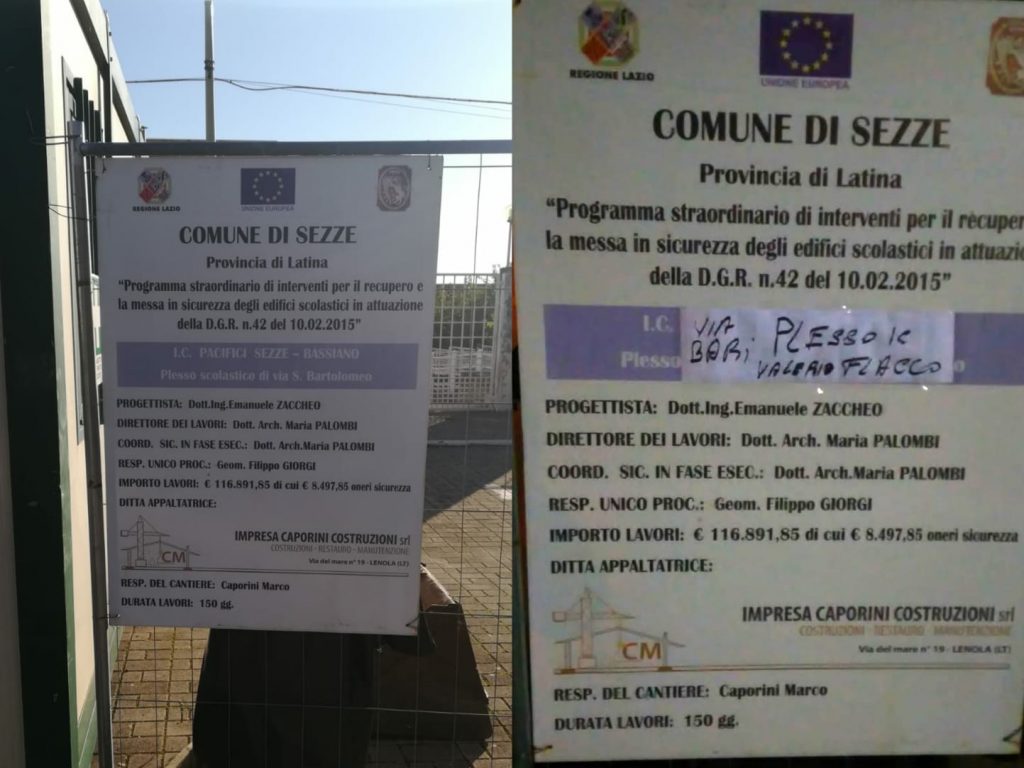 REGIONE LAZIO
UNIONE EUROPEA
COMUNE DI SEZZE
Provincia di Latina
“Programma straordinario di interventi per il recupero e
la messa in sicurezza degli edifici scolastici in attuazione
della D.G.R. n.42 del 10.02.2015”
I.C. PACIFICI SEZZE – BASSIANO
Plesso scolastico di via S. Bartolomeo
PROGETTISTA: Dott.Ing.Emanuele ZACCHEO
DIRETTORE DEI LAVORI: Dott. Arch. Maria PALOMBI
COORD. SIC. IN FASE ESEC.: Dott. Arch.Maria PALOMBI
RESP. UNICO PROC.: Geom. Filippo GIORGI
IMPORTO LAVORI: € 116.891,85 di cui € 8.497,85 oneri sicurezza
DITTA APPALTATRICE:
IMPRESA CAPORINI COSTRUZIONI srl
COSTRUZIONI - RESTAURO - MANUTENZIONE
CM
Via del mare n° 19 - LENOLA (LT)
RESP. DEL CANTIERE: Caporini Marco
DURATA LAVORI: 150 gg.
REGIONE LAZIO
UNIONE EUROPEA
COMUNE DI SEZZE
Provincia di Latina
“Programma straordinario di interventi per il recuper
la messa in sicurezza degli edifici scolastici in attuazio
della D.G.R. n.42 del 10.02.2015”
I.C. VIA PLESSO IC
Plesso BARI VALERIO FLACCO o
PROGETTISTA: Dott.Ing.Emanuele ZACCHEO
DIRETTORE DEI LAVORI: Dott. Arch. Maria PALOMBI
COORD. SIC. IN FASE ESEC.: Dott. Arch.Maria PALOMBI
RESP. UNICO PROC.: Geom. Filippo GIORGI
IMPORTO LAVORI: € 116.891,85 di cui € 8.497,85 oneri sicurezza
DITTA APPALTATRICE:
IMPRESA CAPORINI COSTRUZIONI srl
COSTRUZIONI - RESTAURO - MANUTENZIONE
CM
Via del mare n° 19 - LENOLA (LT)
RESP. DEL CANTIERE: Caporini Marco
DURATA LAVORI: 150 gg.